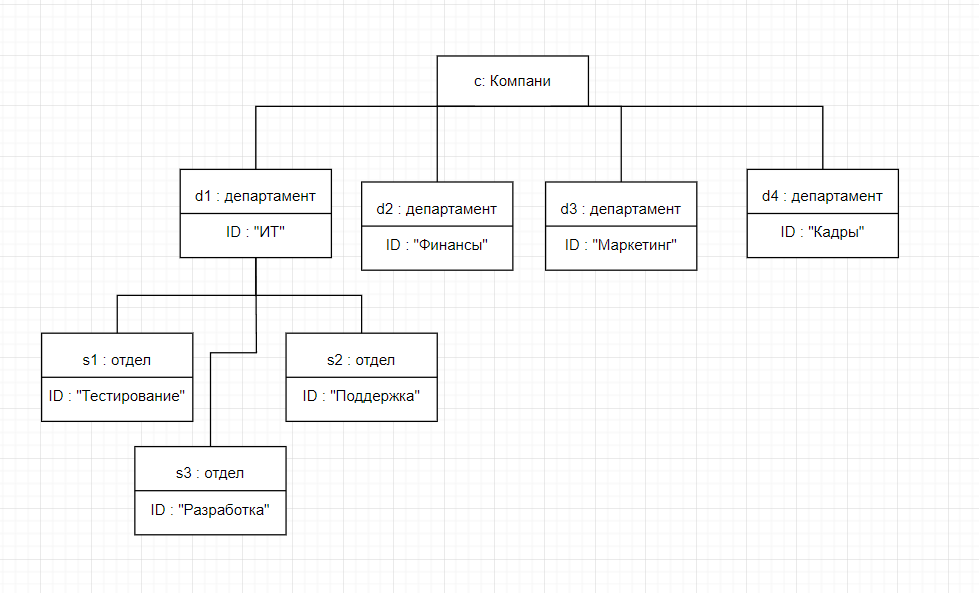 c: Компани
d1 : департамент
ID : "ИТ"
d2 : департамент
ID : "Финансы"
d3 : департамент
ID : "Маркетинг"
d4 : департамент
ID : "Кадры"
s1 : отдел
ID : "Тестирование"
s2 : отдел
ID : "Поддержка"
s3 : отдел
ID : "Разработка"